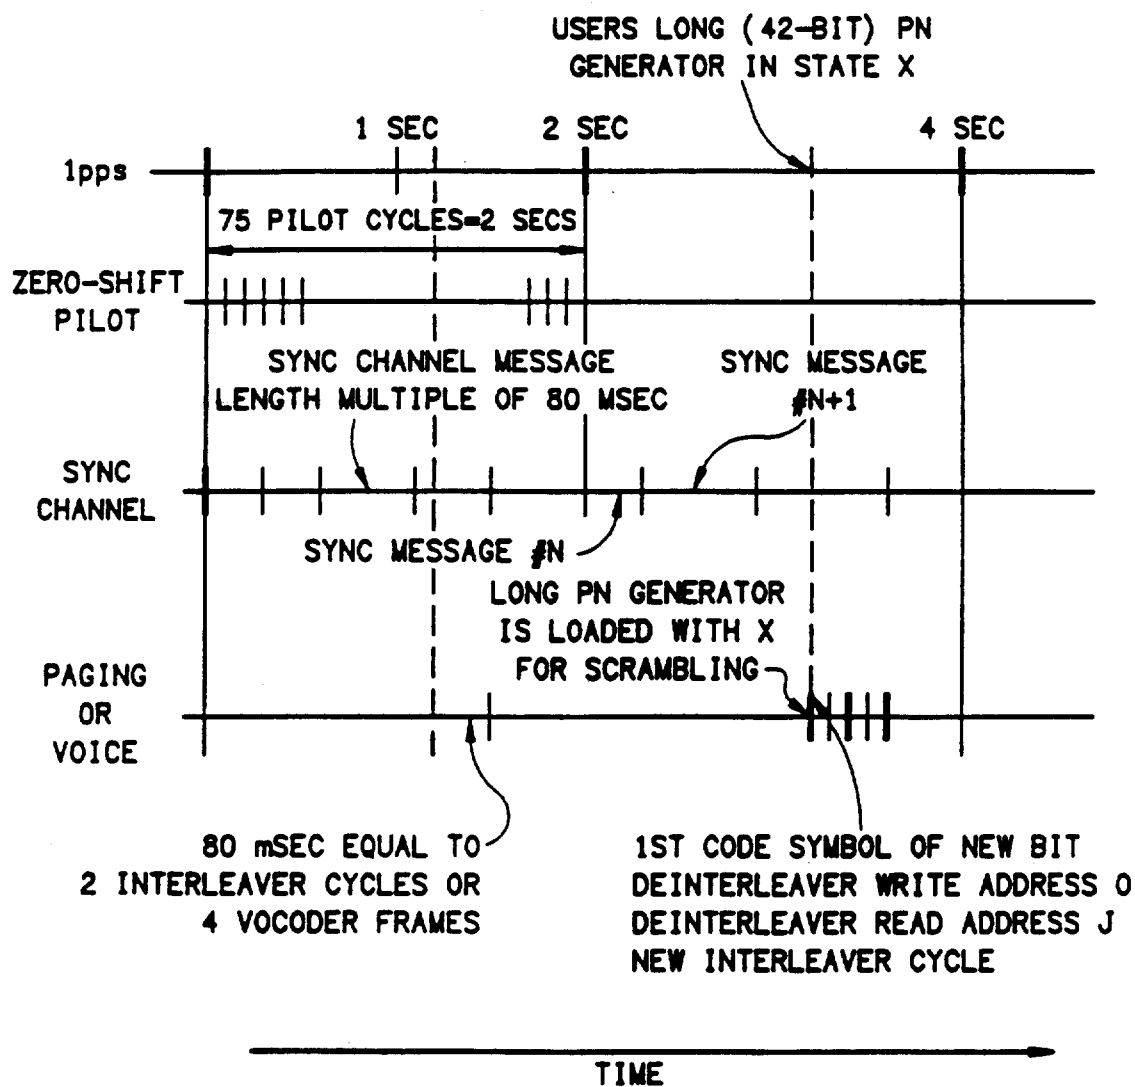 USERS LONG (42-BIT) PN
GENERATOR IN STATE X
1 SEC
2 SEC
4 SEC
1pps
75 PILOT CYCLES=2 SECS
ZERO-SHIFT
PILOT
SYNC CHANNEL MESSAGE
LENGTH MULTIPLE OF 80 MSEC
SYNC MESSAGE
#N+1
SYNC
CHANNEL
SYNC MESSAGE #N
LONG PN GENERATOR
IS LOADED WITH X
FOR SCRAMBLING
PAGING
OR
VOICE
80 mSEC EQUAL TO
2 INTERLEAVER CYCLES OR
4 VOCODER FRAMES
1ST CODE SYMBOL OF NEW BIT
DEINTERLEAVER WRITE ADDRESS 0
DEINTERLEAVER READ ADDRESS J
NEW INTERLEAVER CYCLE
TIME